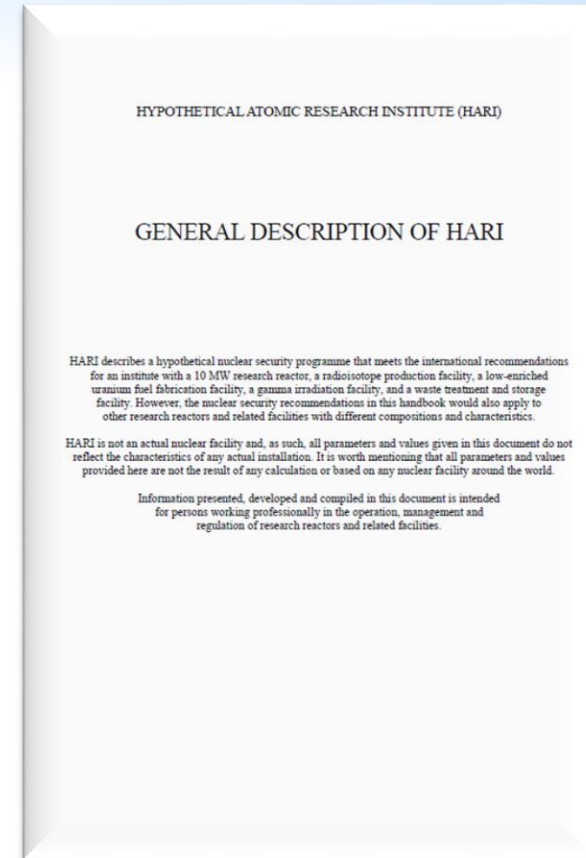 HYPOTHETICAL ATOMIC RESEARCH INSTITUTE (HARI)
GENERAL DESCRIPTION OF HARI
HARI describes a hypothetical nuclear security programme that meets the international recommendations
for an institute with a 10 MW research reactor, a radioisotope production facility, a low-enriched
uranium fuel fabrication facility, a gamma irradiation facility, and a waste treatment and storage
facility. However, the nuclear security recommendations in this handbook would also apply to
other research reactors and related facilities with different compositions and characteristics.
HARI is not an actual nuclear facility and, as such, all parameters and values given in this document do not
reflect the characteristics of any actual installation. It is worth mentioning that all parameters and values
provided here are not the result of any calculation or based on any nuclear facility around the world.
Information presented, developed and compiled in this document is intended
for persons working professionally in the operation, management and
regulation of research reactors and related facilities.